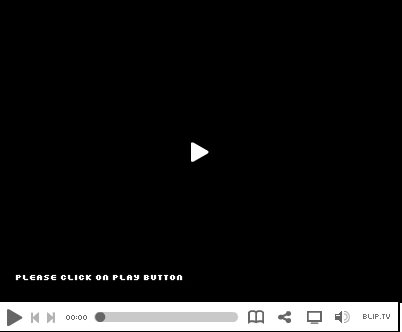 PLEASE CLICK ON PLAY BUTTON
00:00 BLIP.TV